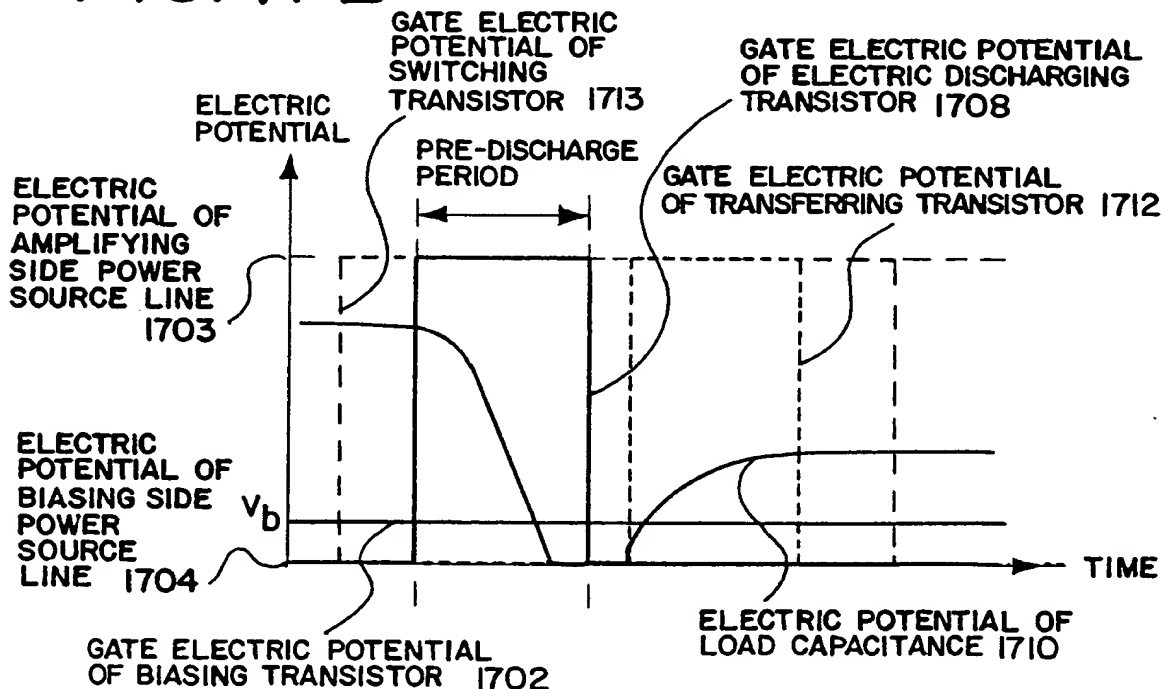 GATE ELECTRIC
POTENTIAL OF
SWITCHING
TRANSISTOR 1713
GATE ELECTRIC POTENTIAL
OF ELECTRIC DISCHARGING
TRANSISTOR 1708
ELECTRIC
POTENTIAL
PRE-DISCHARGE
PERIOD
GATE ELECTRIC POTENTIAL
OF TRANSFERRING TRANSISTOR 1712
ELECTRIC
POTENTIAL OF
AMPLIFYING
SIDE POWER
SOURCE LINE
1703
ELECTRIC
POTENTIAL OF
BIASING SIDE
POWER
SOURCE
LINE 1704
Vb
TIME
GATE ELECTRIC POTENTIAL
OF BIASING TRANSISTOR 1702
ELECTRIC POTENTIAL OF
LOAD CAPACITANCE 1710